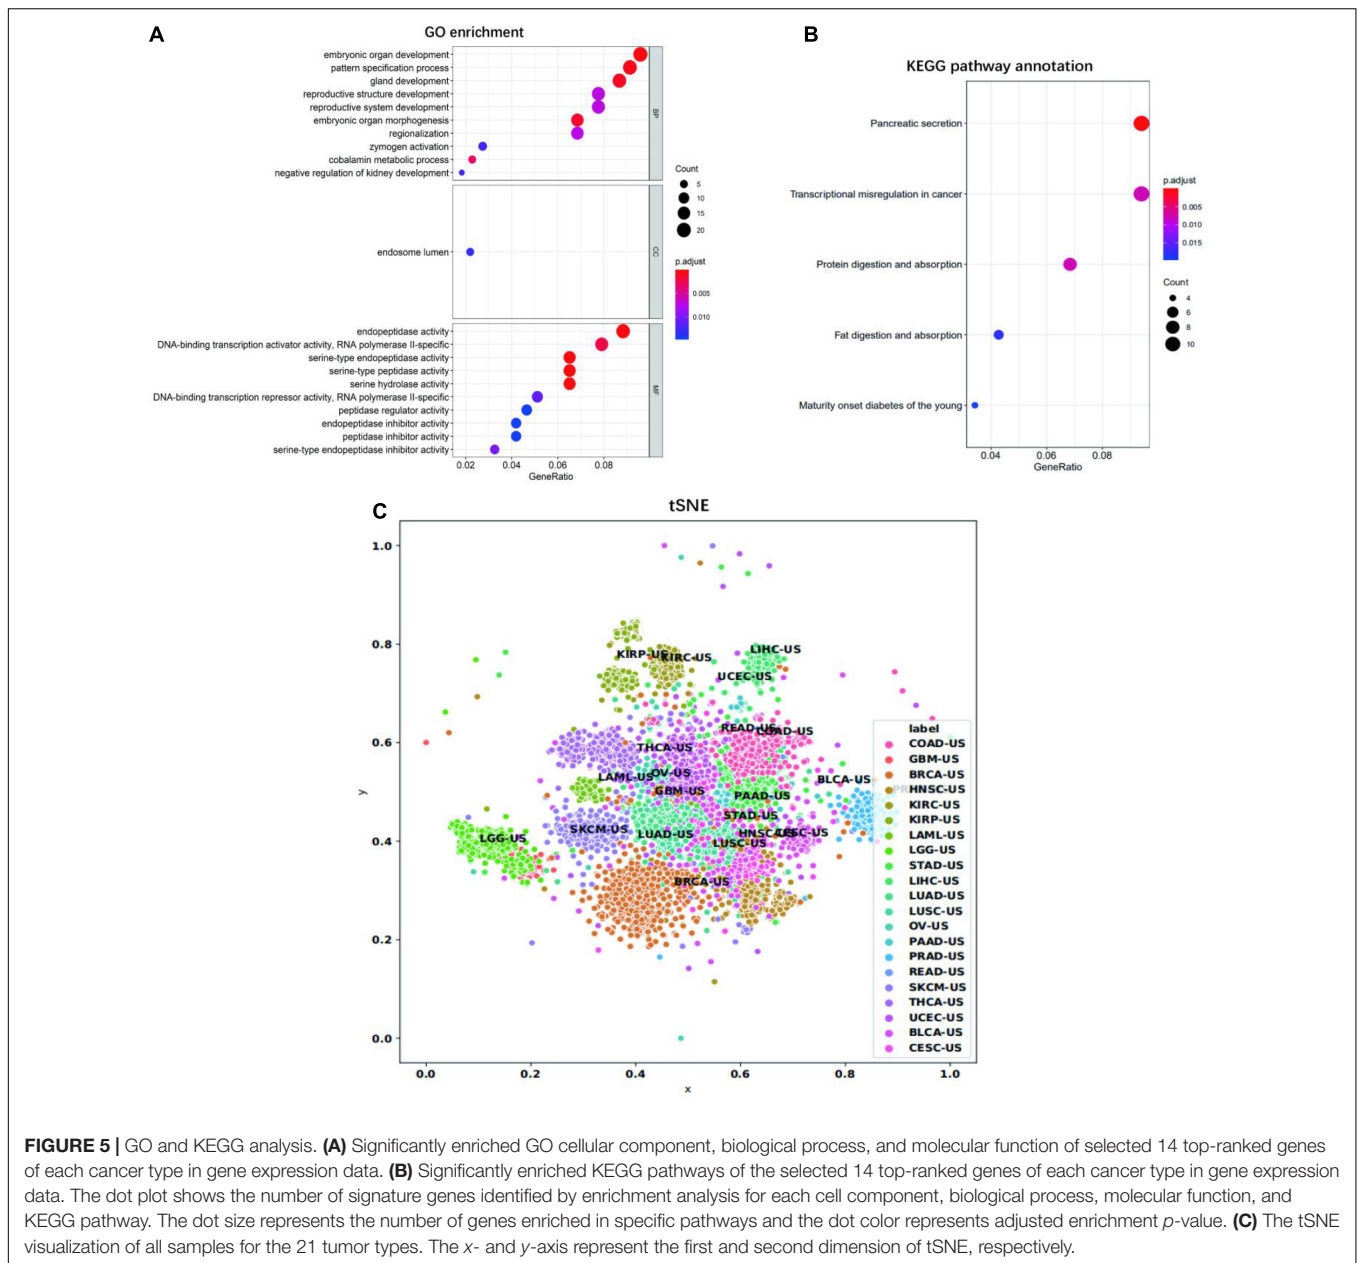 A
GO enrichment
embryonic organ development
pattern specification process
gland development
reproductive structure development
reproductive system development
embryonic organ morphogenesis
regionalization
zymogen activation
cobalamin metabolic process
negative regulation of kidney development
BP
endosome lumen
CC
endopeptidase activity
DNA-binding transcription activator activity, RNA polymerase II-specific
serine-type endopeptidase activity
serine-type peptidase activity
serine hydrolase activity
DNA-binding transcription repressor activity, RNA polymerase II-specific
peptidase regulator activity
endopeptidase inhibitor activity
peptidase inhibitor activity
serine-type endopeptidase inhibitor activity
MF
0.02 0.04 0.06 0.08
GeneRatio
Count
5
10
15
20
p.adjust
0.005
0.010
B
KEGG pathway annotation
Pancreatic secretion
Transcriptional misregulation in cancer
Protein digestion and absorption
Fat digestion and absorption
Maturity onset diabetes of the young
0.04 0.06 0.08
GeneRatio
p.adjust
0.005
0.010
0.015
Count
4
6
8
10
C
tSNE
1.0
0.8
0.6
0.4
0.2
0.0
y
KIRP-US
KIRC-US
LIHC-US
UCEC-US
READ-US
COAD-US
THCA-US
LAML-US
OV-US
GBM-US
PAAD-US
BLCA-US
STAD-US
SKCM-US
LUAD-US
HNSC-US
CESC-US
LUSC-US
LGG-US
BRCA-US
label
COAD-US
GBM-US
BRCA-US
HNSC-US
KIRC-US
KIRP-US
LAML-US
LGG-US
STAD-US
LIHC-US
LUAD-US
LUSC-US
OV-US
PAAD-US
PRAD-US
READ-US
SKCM-US
THCA-US
UCEC-US
BLCA-US
CESC-US
0.0 0.2 0.4 0.6 0.8 1.0
x
FIGURE 5 | GO and KEGG analysis. (A) Significantly enriched GO cellular component, biological process, and molecular function of selected 14 top-ranked genes
of each cancer type in gene expression data. (B) Significantly enriched KEGG pathways of the selected 14 top-ranked genes of each cancer type in gene expression
data. The dot plot shows the number of signature genes identified by enrichment analysis for each cell component, biological process, molecular function, and
KEGG pathway. The dot size represents the number of genes enriched in specific pathways and the dot color represents adjusted enrichment p-value. (C) The tSNE
visualization of all samples for the 21 tumor types. The x- and y-axis represent the first and second dimension of tSNE, respectively.